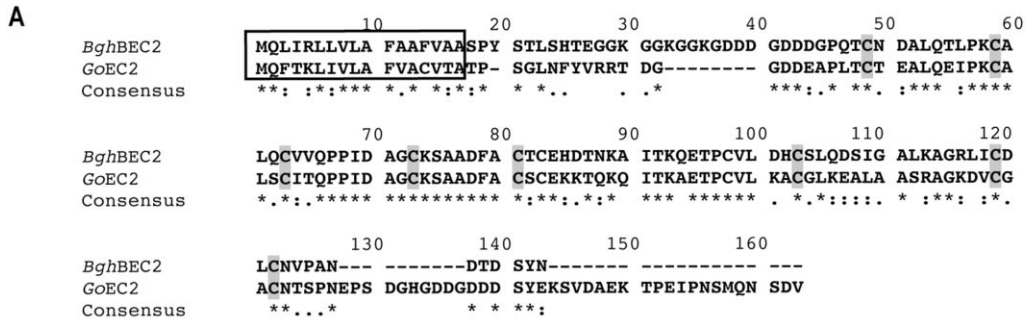 A
10 20 30 40 50 60
BghBEC2 MQLIRLLVLA FAAFVAASPY STLSHTEGGK GGKGGKGDDD GDDDGPQTCN DALQTLPKCA
GoEC2 MQFTKLIVLA FVACVTATP- SGLNFYVRRT DG-------- GDDEAPLTCT EALQEIPKCA
Consensus **: :*:*** *.* *:*:* * *.. . . ***:. *:*. :*** :****
70 80 90 100 110 120
BghBEC2 LQCVVQPPID AGCKSAADFA CTCEHDTNKA ITKQETPCVL DHCSLQDSIG ALKAGRLICD
GoEC2 LSCITQPPID AGCKSAADFA CSCEKKTQKQ ITKAETPCVL KACGLKEALA ASRAGKDVCG
Consensus *.*:.***** ********** *:**:.*:* *** ****** . *.*:::. * :**: :*.
130 140 150 160
BghBEC2 LCNVPAN--- -------DTD SYN------- ---------- ---
GoEC2 ACNTSPNEPS DGHGDDGDDD SYEKSVDAEK TPEIPNSMQN SDV
Consensus **...* * * **: